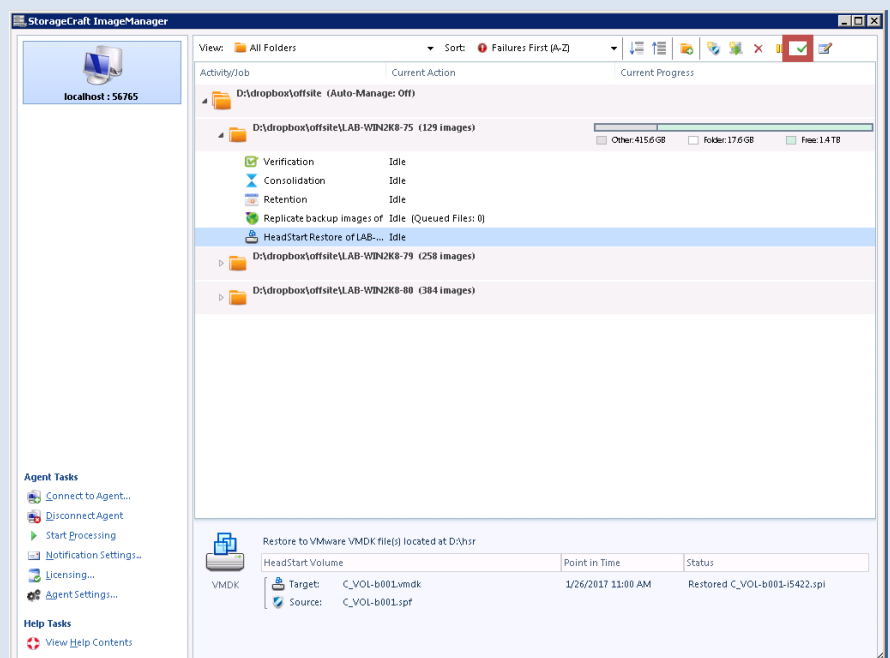 StorageCraft ImageManager
localhost : 56765
View: All Folders Sort: Failures First (A-Z)
Activity/Job Current Action Current Progress
D:\dropbox\offsite (Auto-Manage: Off)
D:\dropbox\offsite\LAB-WIN2K8-75 (129 images)
Other: 415.6 GB Folder: 17.6 GB Free: 1.4 TB
Verification Idle
Consolidation Idle
Retention Idle
Replicate backup images of Idle (Queued Files: 0)
HeadStart Restore of LAB-... Idle
D:\dropbox\offsite\LAB-WIN2K8-79 (258 images)
D:\dropbox\offsite\LAB-WIN2K8-80 (384 images)
Agent Tasks
Connect to Agent...
Disconnect Agent
Start Processing
Notification Settings...
Licensing...
Agent Settings...
Help Tasks
View Help Contents
Restore to VMware VMDK file(s) located at D:\hsr
HeadStart Volume Point in Time Status
VMDK Target: C_VOL-b001.vmdk 1/26/2017 11:00 AM Restored C_VOL-b001-i5422.spi
Source: C_VOL-b001.spf